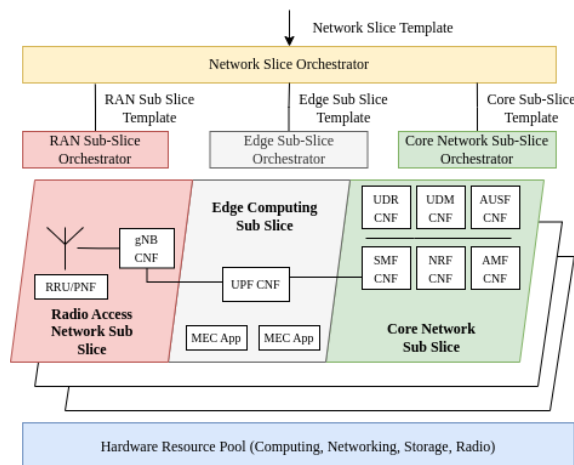 Network Slice Template
Network Slice Orchestrator
RAN Sub Slice
Template
Edge Sub Slice
Template
Core Sub-Slice
Template
RAN Sub-Slice
Orchestrator
Edge Sub-Slice
Orchestrator
Core Network Sub-Slice
Orchestrator
Edge Computing
Sub Slice
UDR
CNF
UDM
CNF
AUSF
CNF
gNB
CNF
SMF
CNF
NRF
CNF
AMF
CNF
RRU/PNF
UPF CNF
Radio Access
Network Sub
Slice
MEC App
MEC App
Core Network
Sub Slice
Hardware Resource Pool (Computing, Networking, Storage, Radio)